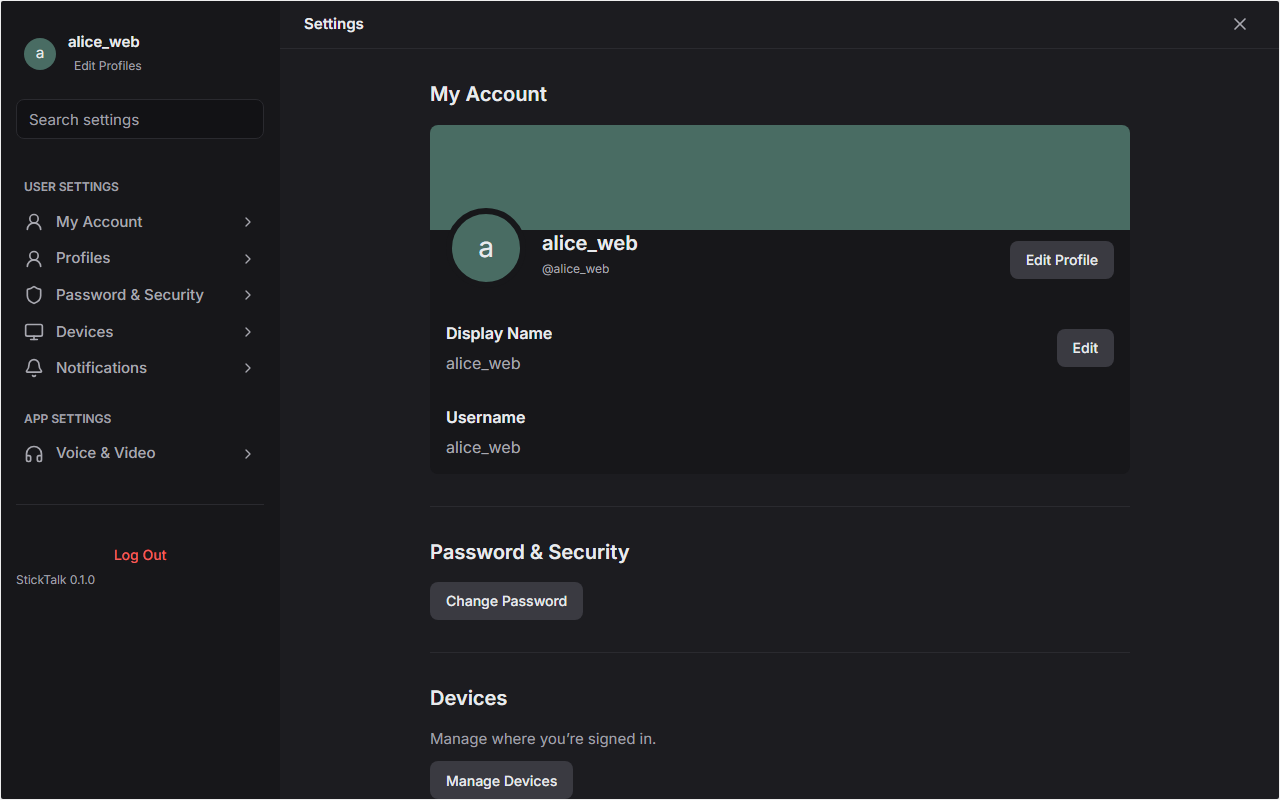 a
alice_web
Edit Profiles
Search settings
USER SETTINGS
My Account
Profiles
Password & Security
Devices
Notifications
APP SETTINGS
Voice & Video
Log Out
StickTalk 0.1.0
Settings
My Account
a
alice_web
@alice_web
Edit Profile
Display Name
alice_web
Edit
Username
alice_web
Password & Security
Change Password
Devices
Manage where you’re signed in.
Manage Devices